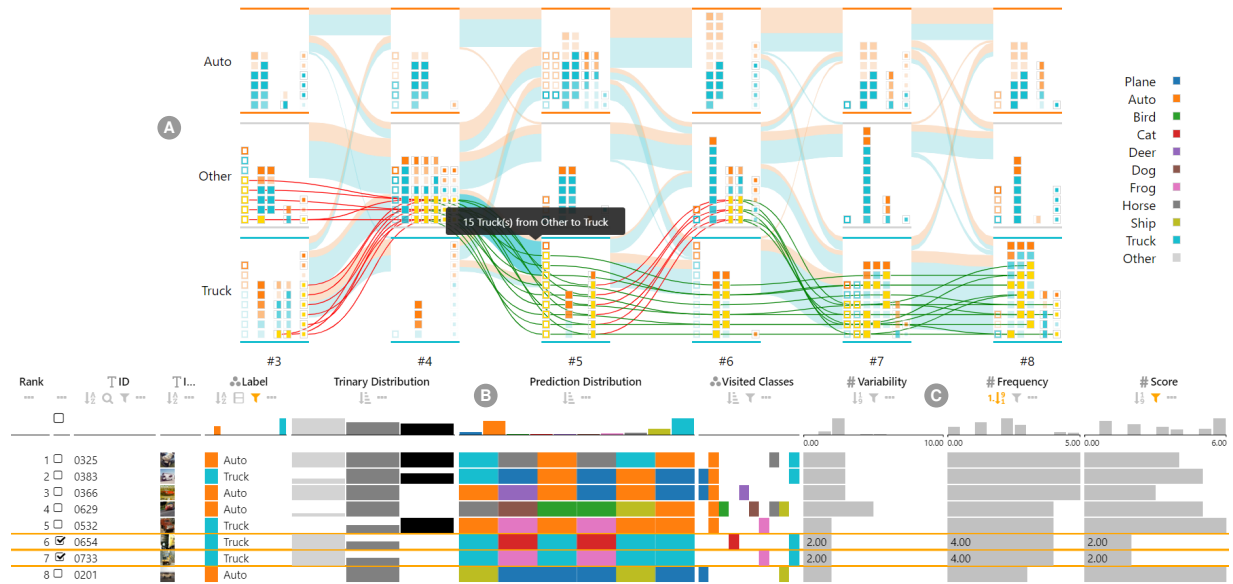 Auto
A
Other
15 Truck(s) from Other to Truck
Truck
#3 #4 #5 #6 #7 #8
Plane
Auto
Bird
Cat
Deer
Dog
Frog
Horse
Ship
Truck
Other
Rank ID I... Label Trinary Distribution B Prediction Distribution Visited Classes # Variability C # Frequency # Score
0.00 10.00 0.00 5.00 0.00 6.00
1 0325 Auto
2 0383 Truck
3 0366 Auto
4 0629 Auto
5 0532 Truck
6 0654 Truck 2.00 4.00 2.00
7 0733 Truck 2.00 4.00 2.00
8 0201 Auto